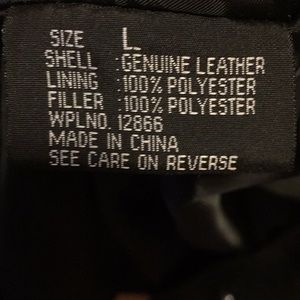 SIZE L
SHELL :GENUINE LEATHER
LINING :100% POLYESTER
FILLER :100% POLYESTER
WPLNO. 12866
MADE IN CHINA
SEE CARE ON REVERSE